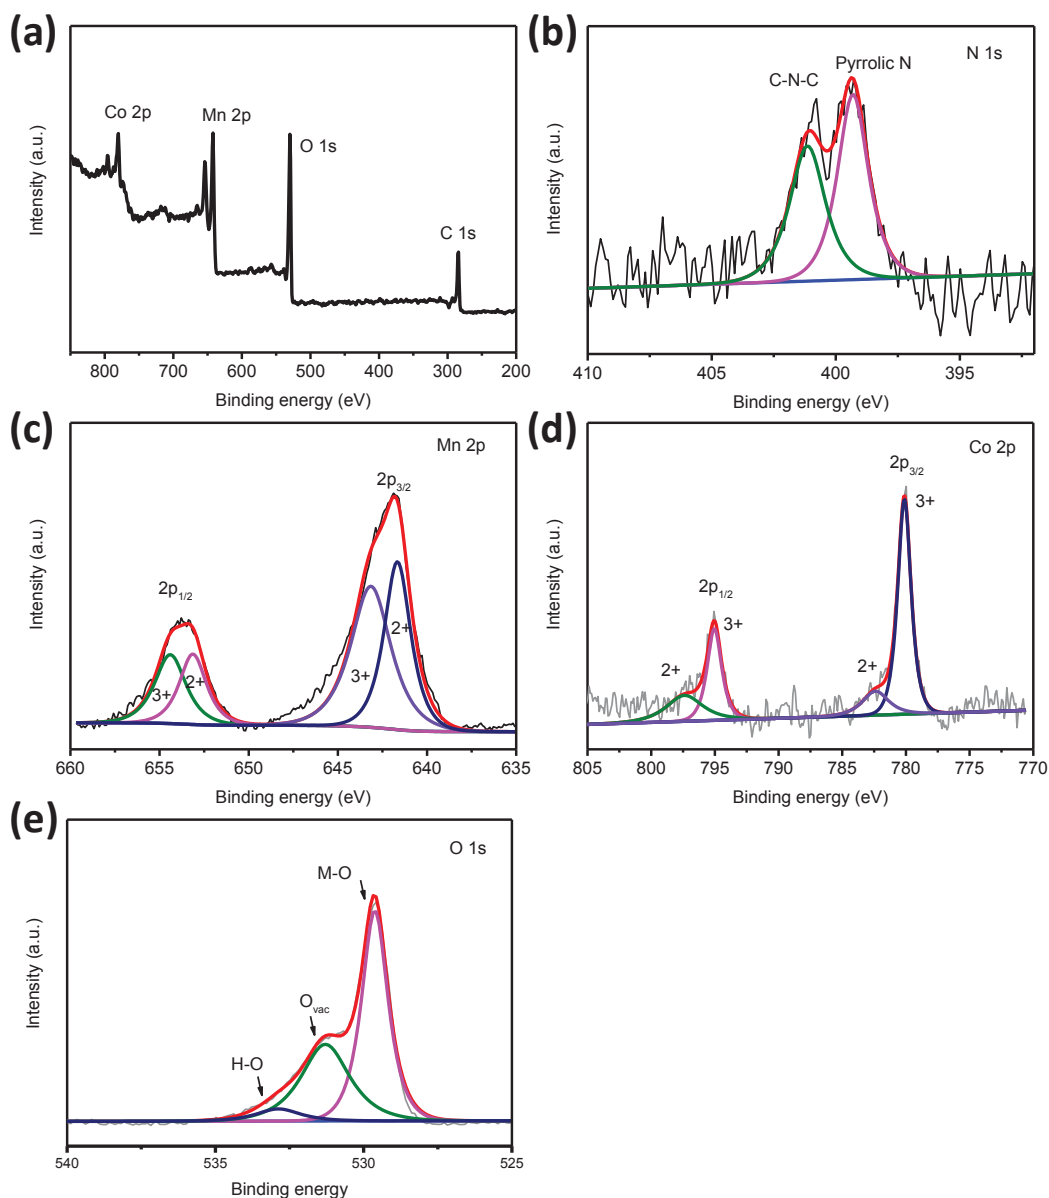 (a)
Co 2p
Mn 2p
O 1s
C 1s
Intensity (a.u.)
800 700 600 500 400 300 200
Binding energy (eV)
(b)
N 1s
Pyrrolic N
C-N-C
Intensity (a.u.)
410 405 400 395
Binding energy (eV)
(c)
Mn 2p
2p3/2
2p1/2
3+ 2+
3+ 2+
Intensity (a.u.)
660 655 650 645 640 635
Binding energy (eV)
(d)
Co 2p
2p3/2
3+
2p1/2
3+
2+
2+
Intensity (a.u.)
805 800 795 790 785 780 775 770
Binding energy (eV)
(e)
O 1s
M-O
Ovac
H-O
Intensity (a.u.)
540 535 530 525
Binding energy